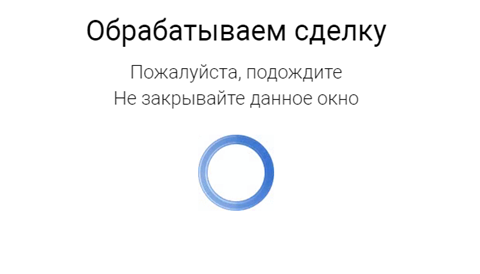 Обрабатываем сделку
Пожалуйста, подождите
Не закрывайте данное окно